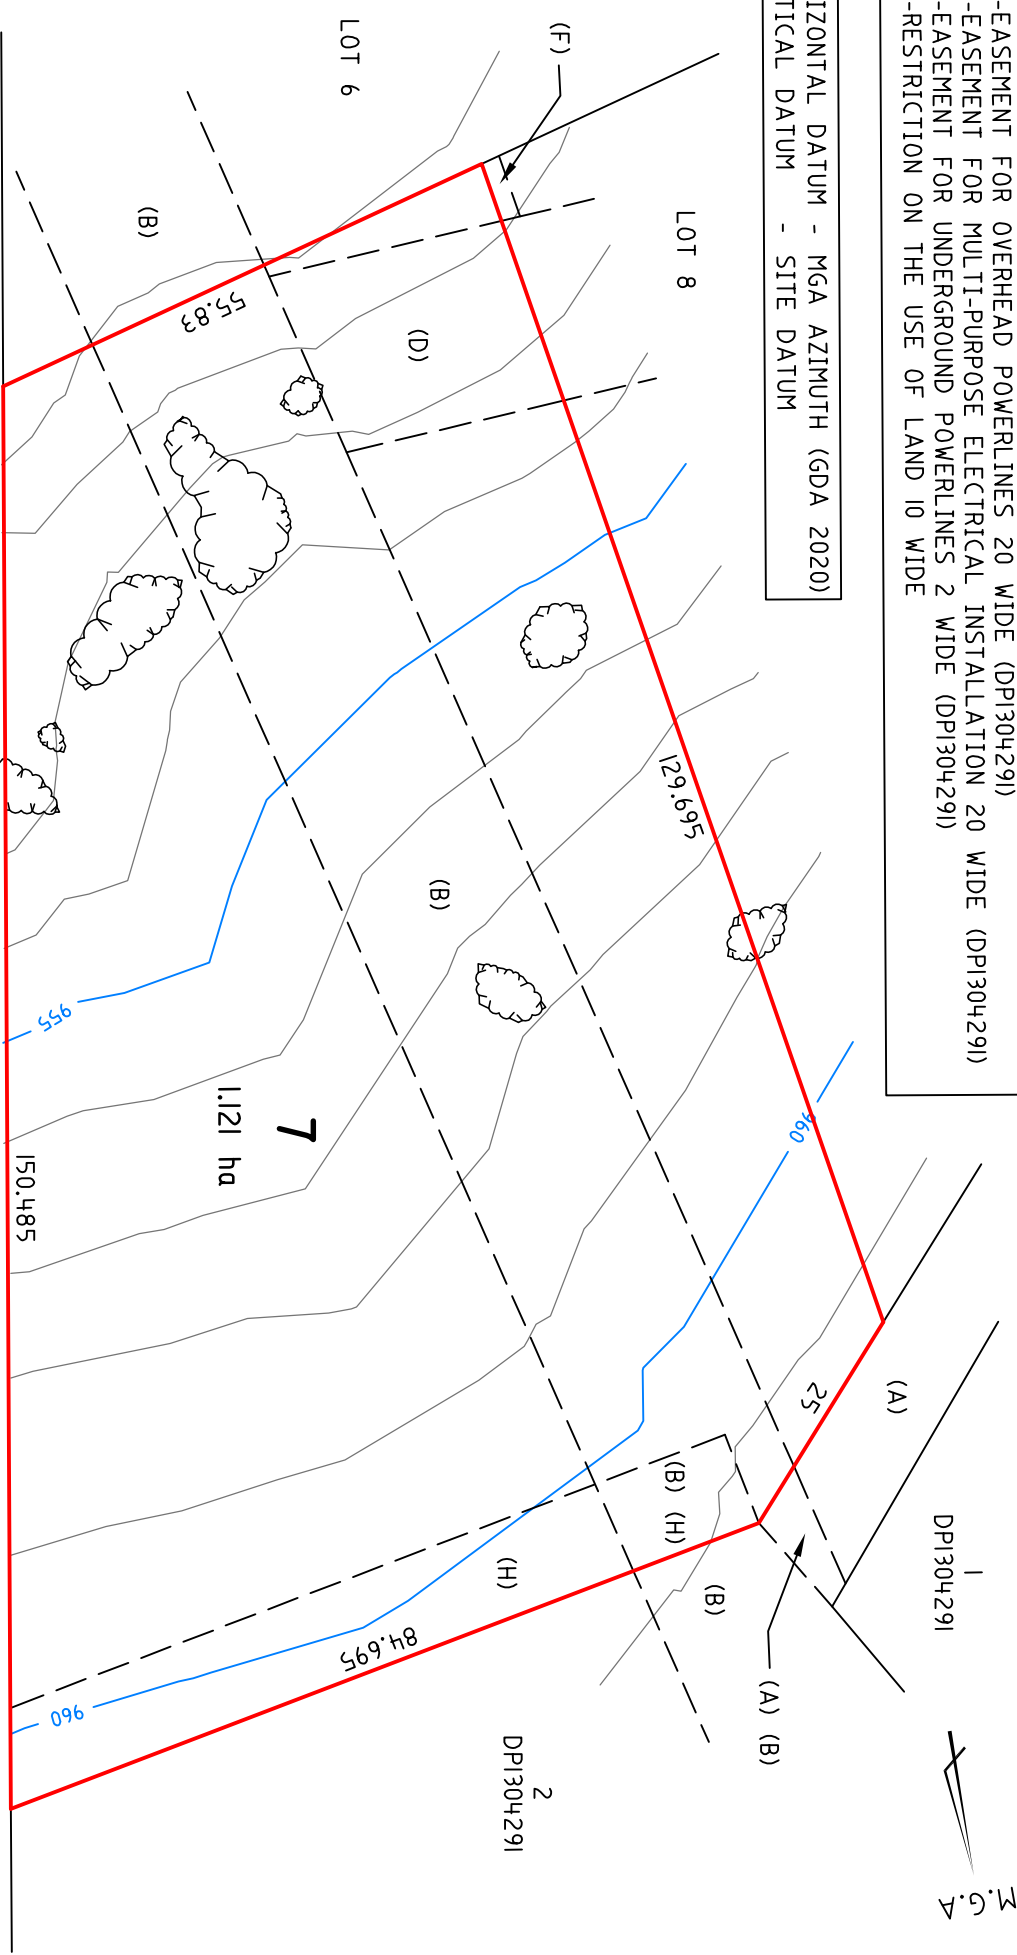 -EASEMENT FOR OVERHEAD POWERLINES 20 WIDE (DP1304291)
-EASEMENT FOR MULTI-PURPOSE ELECTRICAL INSTALLATION 20 WIDE (DP1304291)
-EASEMENT FOR UNDERGROUND POWERLINES 2 WIDE (DP1304291)
-RESTRICTION ON THE USE OF LAND 10 WIDE
IZONTAL DATUM - MGA AZIMUTH (GDA 2020)
TICAL DATUM - SITE DATUM
(F)
LOT 6
LOT 8
(B)
55.83
(D)
129.695
(B)
955
7
1.121 ha
150.485
960
25
(A)
1
DP1304291
(B) (H)
(H)
(B)
(A) (B)
84.695
960
2
DP1304291
M.G.A